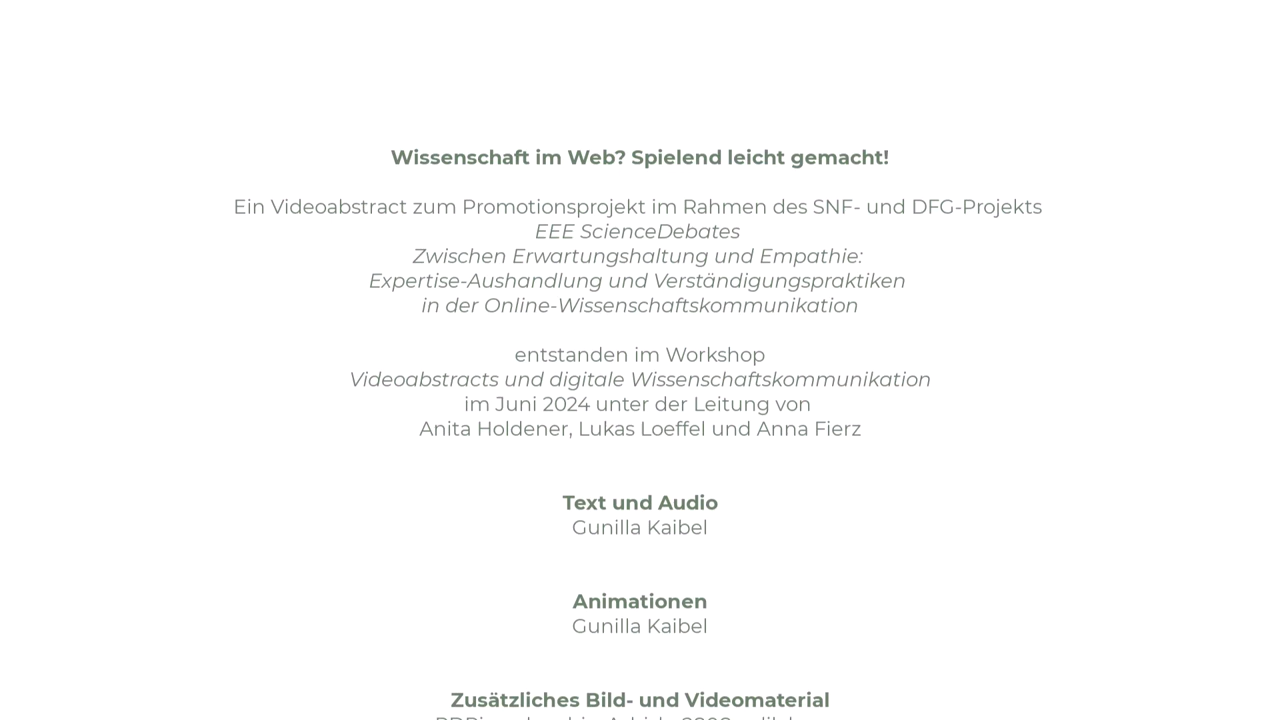 Wissenschaft im Web? Spielend leicht gemacht!
Ein Videoabstract zum Promotionsprojekt im Rahmen des SNF- und DFG-Projekts
EEE ScienceDebates
Zwischen Erwartungshaltung und Empathie:
Expertise-Aushandlung und Verständigungspraktiken
in der Online-Wissenschaftskommunikation
entstanden im Workshop
Videoabstracts und digitale Wissenschaftskommunikation
im Juni 2024 unter der Leitung von
Anita Holdener, Lukas Loeffel und Anna Fierz
Text und Audio
Gunilla Kaibel
Animationen
Gunilla Kaibel
Zusätzliches Bild- und Videomaterial